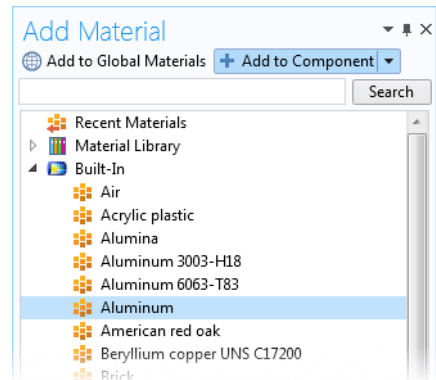 Add Material
Add to Global Materials Add to Component
Search
Recent Materials
Material Library
Built-In
Air
Acrylic plastic
Alumina
Aluminum 3003-H18
Aluminum 6063-T83
Aluminum
American red oak
Beryllium copper UNS C17200
Brick